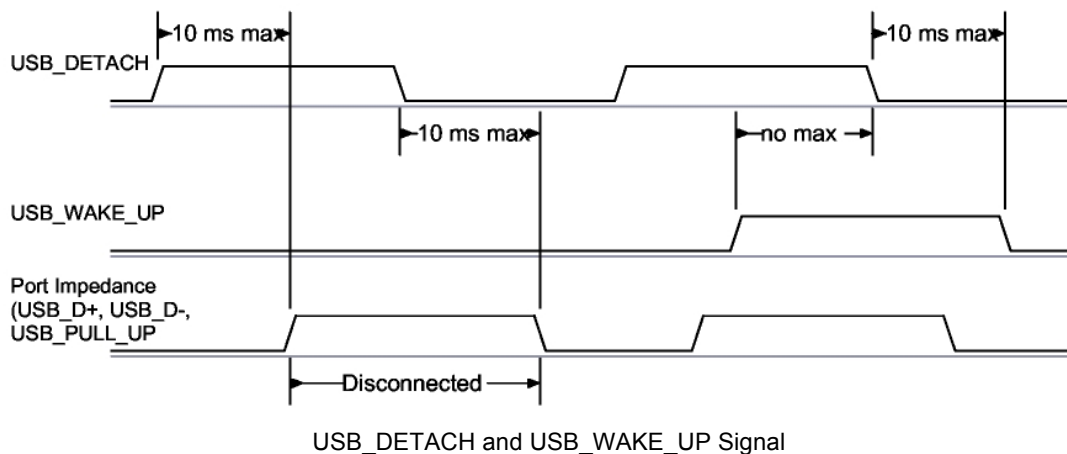 10 ms max
10 ms max
USB_DETACH
10 ms max
no max
USB_WAKE_UP
Port Impedance
(USB_D+, USB_D-,
USB_PULL_UP
Disconnected
USB_DETACH and USB_WAKE_UP Signal